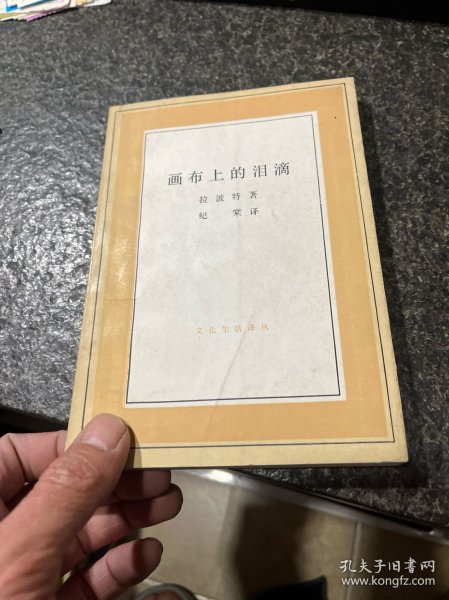 画布上的泪滴
拉波特著
纪棠译
文化生活译丛
孔夫子旧书网
www.kongfz.com